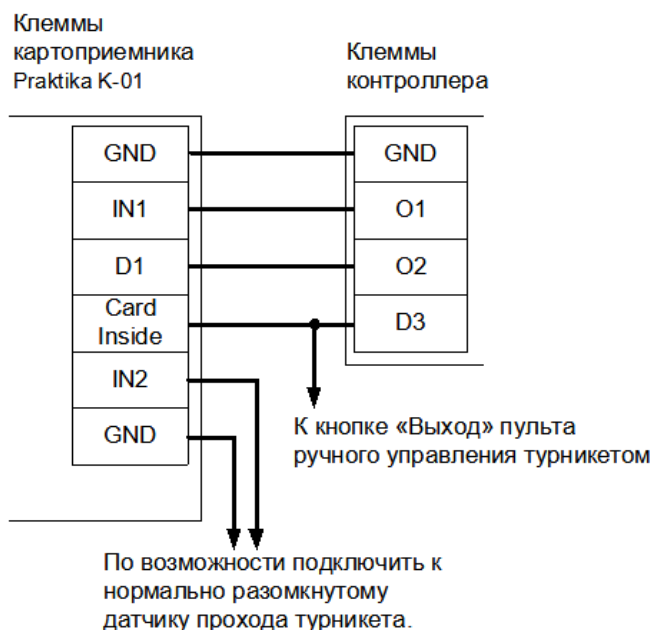 Клеммы
картоприемника
Praktika K-01
Клеммы
контроллера
GND
IN1
D1
Card
Inside
IN2
GND
GND
O1
O2
D3
К кнопке «Выход» пульта
ручного управления турникетом
По возможности подключить к
нормально разомкнутому
датчику прохода турникета.